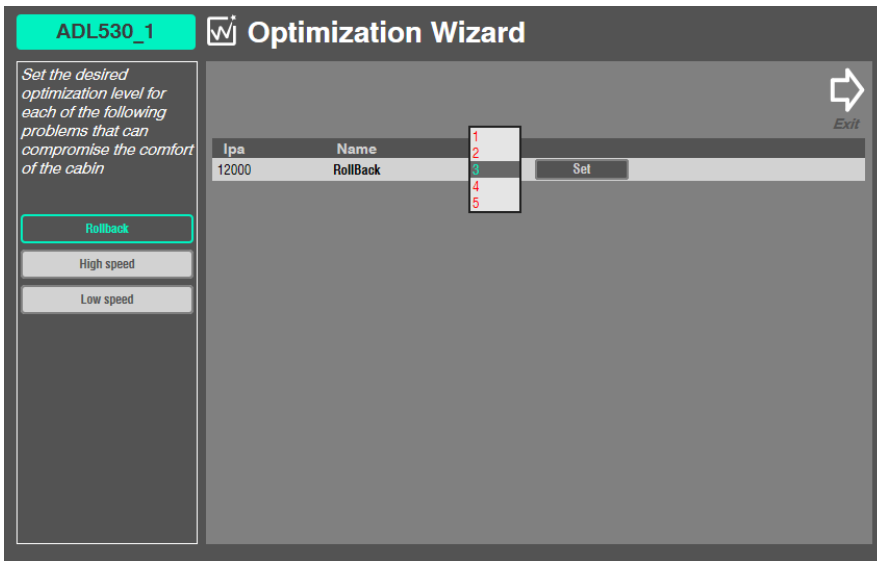 ADL530_1
Optimization Wizard
Set the desired
optimization level for
each of the following
problems that can
compromise the comfort
of the cabin
Rollback
High speed
Low speed
Exit
Ipa Name
12000 RollBack
1
2
3
4
5
Set